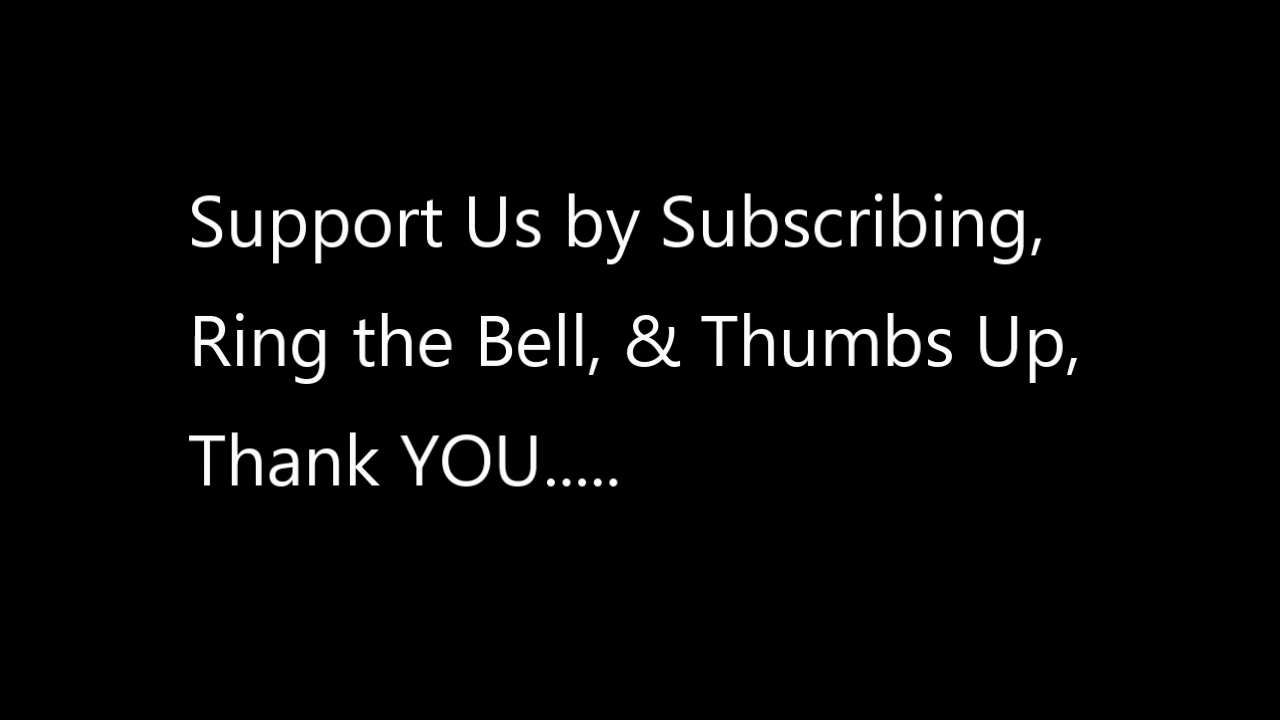 Support Us by Subscribing,
Ring the Bell, & Thumbs Up,
Thank YOU.....